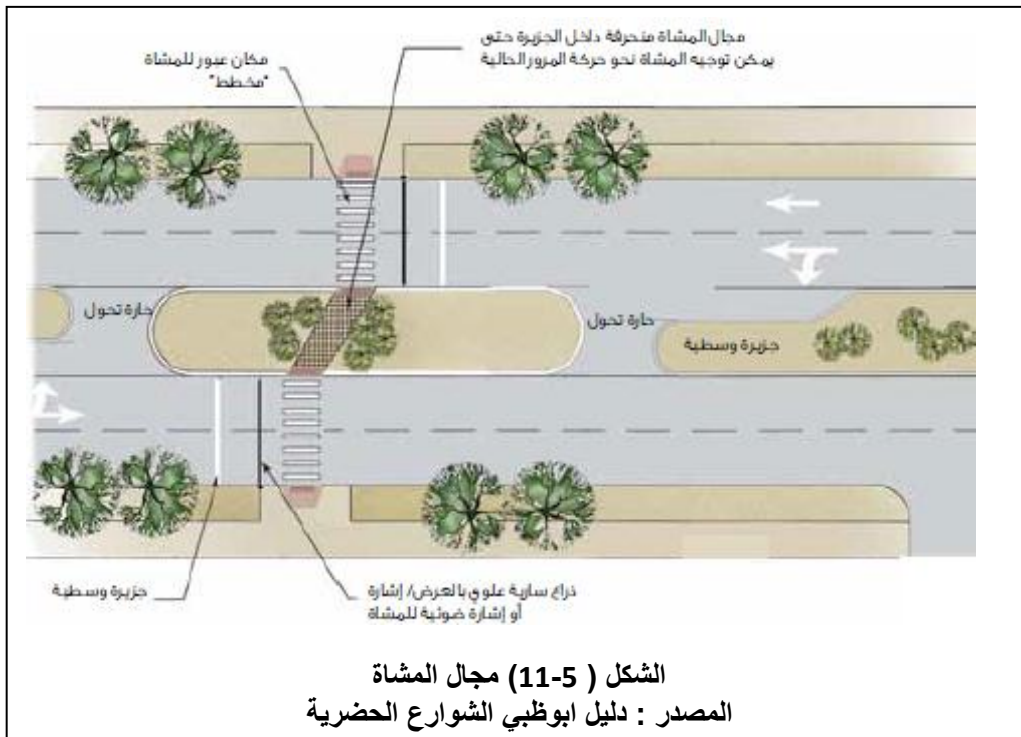 مجال المشاة منحرفة داخل الجزيرة حتى
يمكن توجيه المشاة نحو حركة المرور الحالية
مكان عبور للمشاة
"مخطط"
حارة تحول
حارة تحول
جزيرة وسطية
جزيرة وسطية
ذراع سارية علوي بالعرض/ إشارة
أو إشارة ضوئية للمشاة
الشكل ( 5-11) مجال المشاة
المصدر : دليل ابوظبي الشوارع الحضرية